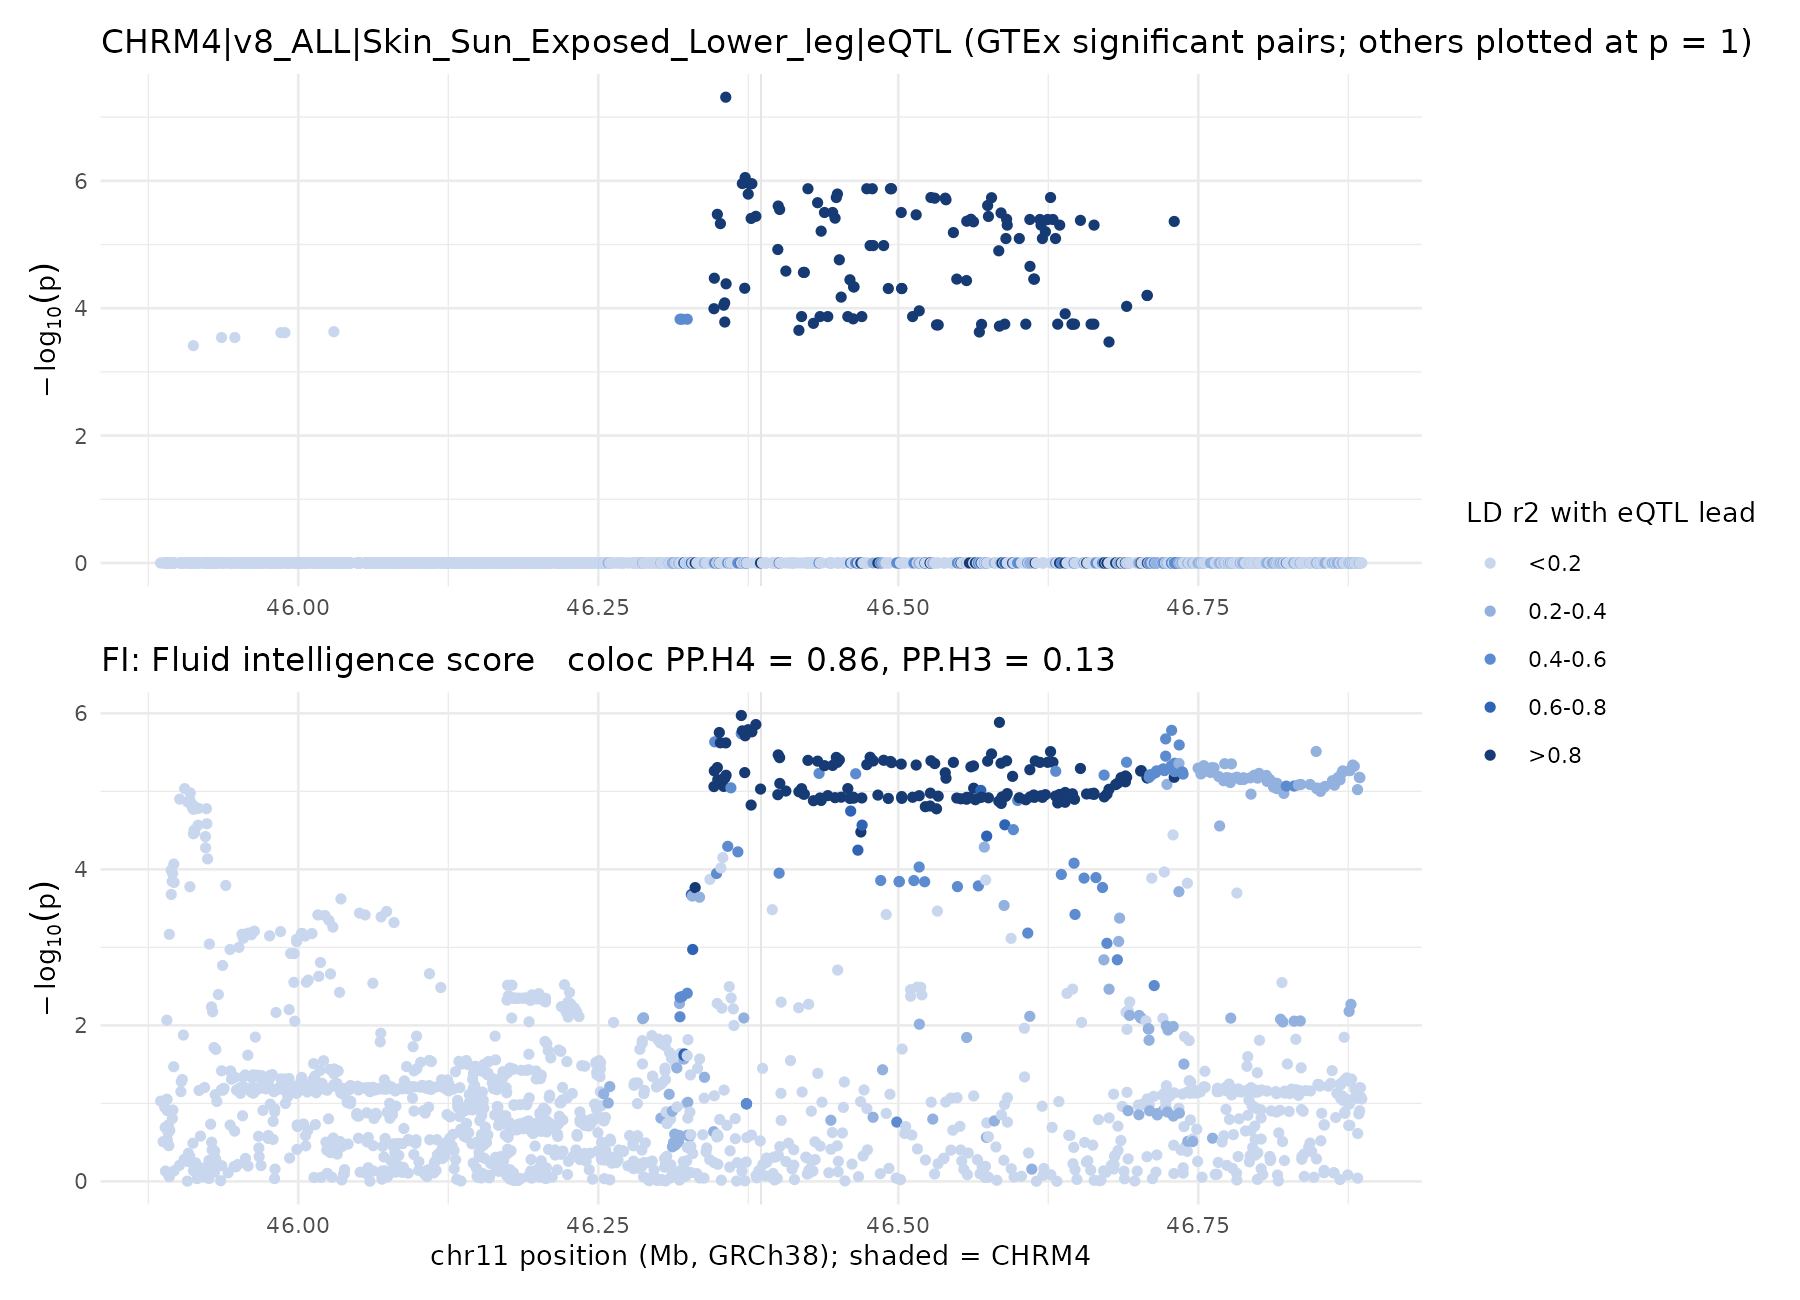 CHRM4|v8_ALL|Skin_Sun_Exposed_Lower_leg|eQTL (GTEx significant pairs; others plotted at p = 1)
− log10(p)
6
4
2
0
46.00 46.25 46.50 46.75
FI: Fluid intelligence score coloc PP.H4 = 0.86, PP.H3 = 0.13
− log10(p)
6
4
2
0
46.00 46.25 46.50 46.75
chr11 position (Mb, GRCh38); shaded = CHRM4
LD r2 with eQTL lead
<0.2
0.2-0.4
0.4-0.6
0.6-0.8
>0.8